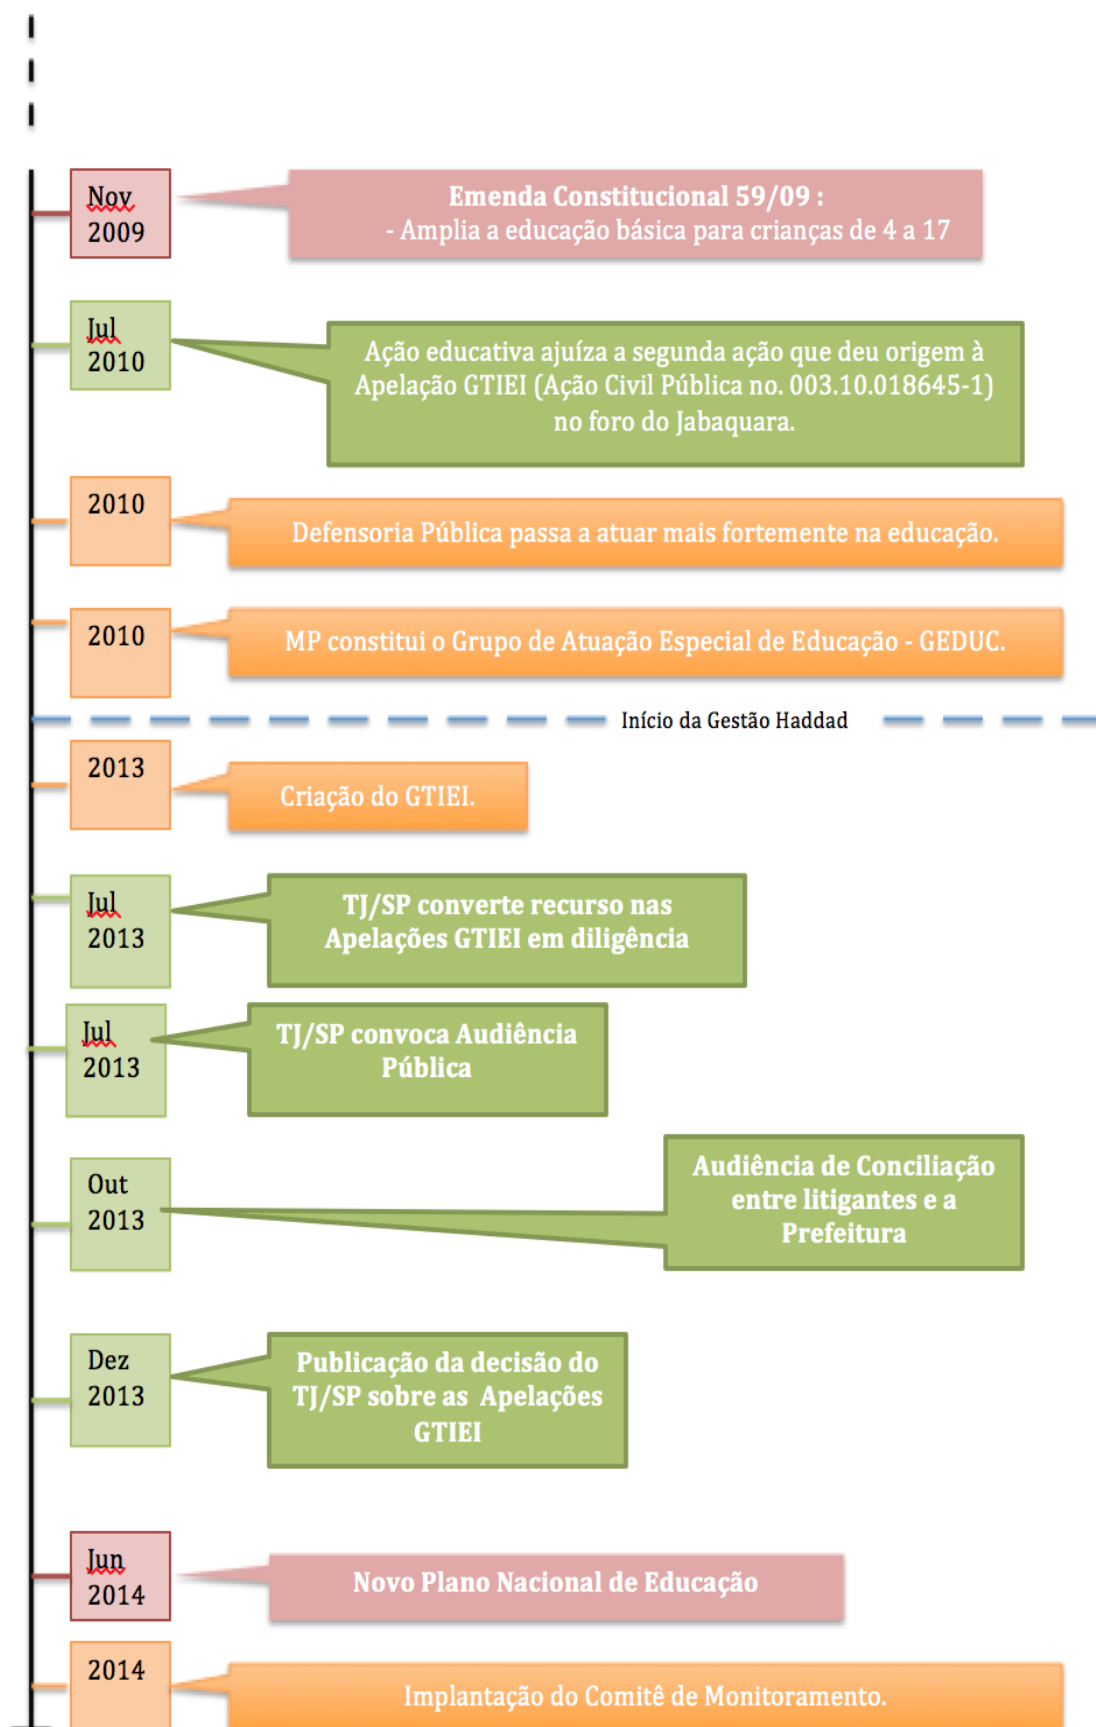 Nov
2009
Emenda Constitucional 59/09 :
- Amplia a educação básica para crianças de 4 a 17
Jul
2010
Ação educativa ajuíza a segunda ação que deu origem à
Apelação GTIEI (Ação Civil Pública no. 003.10.018645-1)
no foro do Jabaquara.
2010
Defensoria Pública passa a atuar mais fortemente na educação.
2010
MP constitui o Grupo de Atuação Especial de Educação - GEDUC.
Início da Gestão Haddad
2013
Criação do GTIEI.
Jul
2013
TJ/SP converte recurso nas
Apelações GTIEI em diligência
Jul
2013
TJ/SP convoca Audiência
Pública
Out
2013
Audiência de Conciliação
entre litigantes e a
Prefeitura
Dez
2013
Publicação da decisão do
TJ/SP sobre as Apelações
GTIEI
Jun
2014
Novo Plano Nacional de Educação
2014
Implantação do Comitê de Monitoramento.